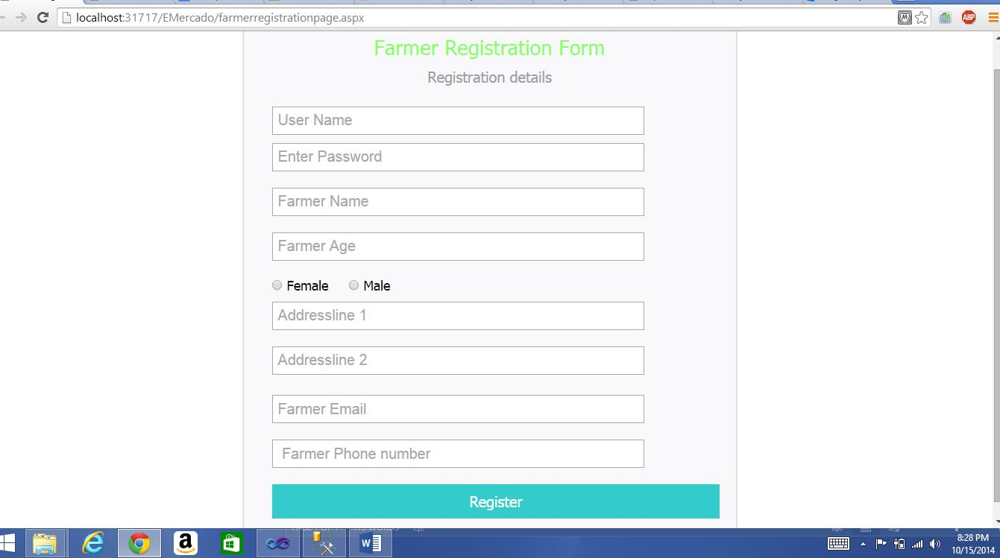 localhost:31717/EMercado/farmerregistrationpage.aspx
ABP
Farmer Registration Form
Registration details
User Name
Enter Password
Farmer Name
Farmer Age
Female Male
Addressline 1
Addressline 2
Farmer Email
Farmer Phone number
Register
8:28 PM
10/15/2014